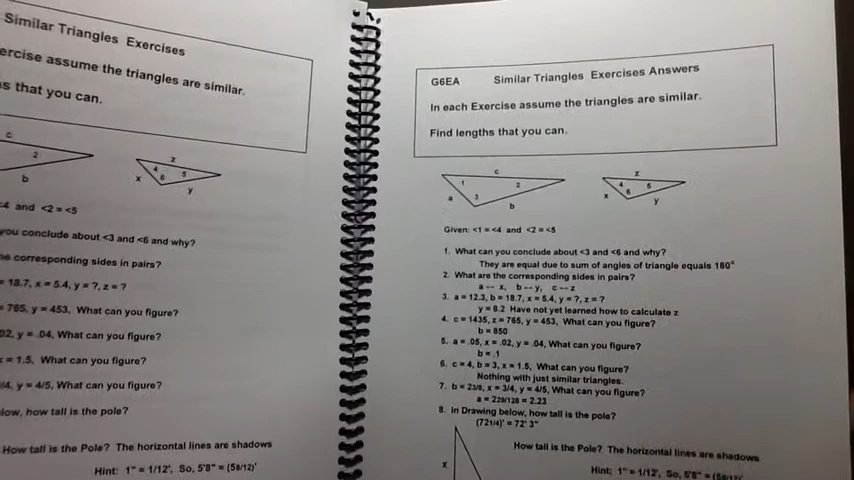 Similar Triangles Exercises
ercise assume the triangles are similar.
s that you can.
c
2
b
z
4
5
6
x
y
<4 and <2 = <5
you conclude about <3 and <6 and why?
he corresponding sides in pairs?
= 18.7, x = 5.4, y = ?, z = ?
= 765, y = 453, What can you figure?
02, y = .04, What can you figure?
x = 1.5, What can you figure?
/4, y = 4/5, What can you figure?
low, how tall is the pole?
How tall is the Pole? The horizontal lines are shadows
Hint: 1" = 1/12', So, 5'8" = (58/12)'
G6EA Similar Triangles Exercises Answers
In each Exercise assume the triangles are similar.
Find lengths that you can.
c
1
2
a
3
b
z
4
5
6
x
y
Given: <1 = <4 and <2 = <5
1. What can you conclude about <3 and <6 and why?
They are equal due to sum of angles of triangle equals 180°
2. What are the corresponding sides in pairs?
a -- x, b -- y, c -- z
3. a = 12.3, b = 18.7, x = 5.4, y = ?, z = ?
y = 8.2 Have not yet learned how to calculate z
4. c = 1435, z = 765, y = 453, What can you figure?
b = 850
5. a = .05, x = .02, y = .04, What can you figure?
b = .1
6. c = 4, b = 3, x = 1.5, What can you figure?
Nothing with just similar triangles.
7. b = 23/8, x = 3/4, y = 4/5, What can you figure?
a = 229/128 = 2.23
8. In Drawing below, how tall is the pole?
(721/4)' = 72' 3"
How tall is the Pole? The horizontal lines are shadows
x
Hint: 1" = 1/12', So, 5'8" = (58/12)'